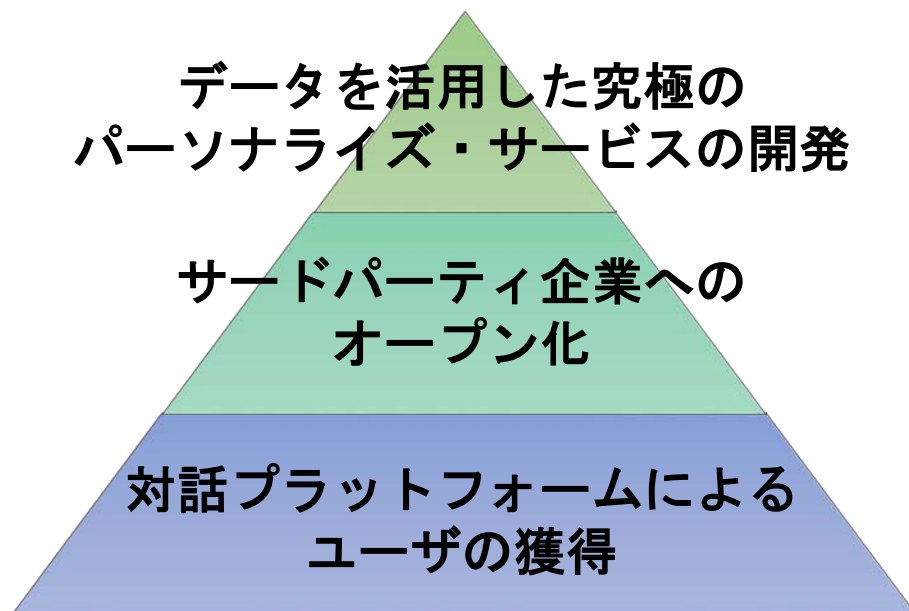 データを活用した究極の
パーソナライズ・サービスの開発
サードパーティ企業への
オープン化
対話プラットフォームによる
ユーザの獲得